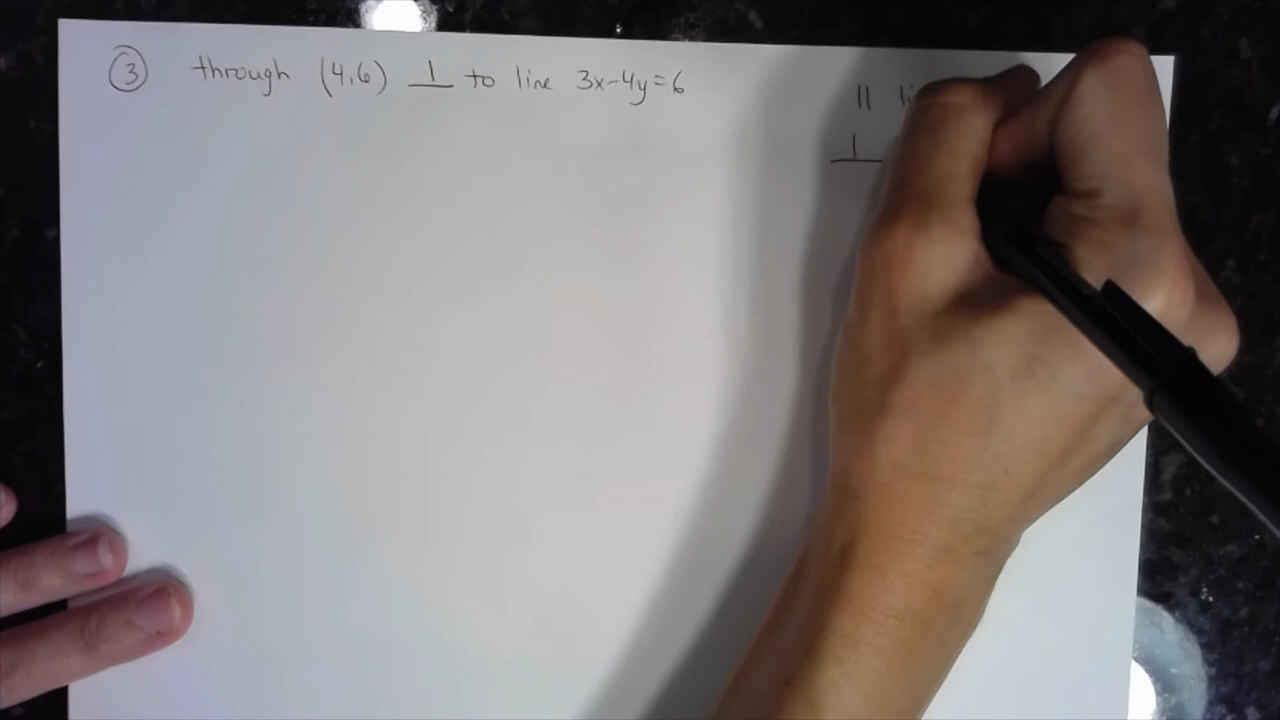 ③ through (4,6) ⊥ to line 3x-4y=6
||
⊥